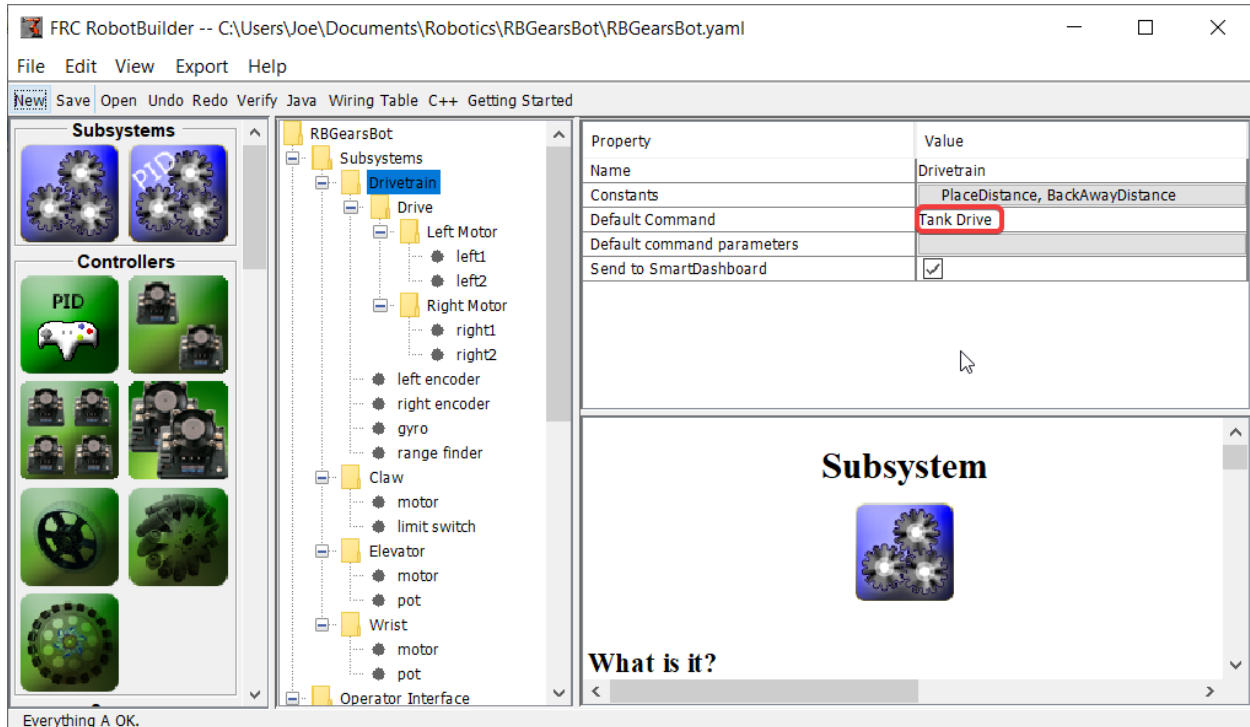 FRC RobotBuilder -- C:\Users\Joe\Documents\Robotics\RBGearsBot\RBGearsBot.yaml
File Edit View Export Help
New Save Open Undo Redo Verify Java Wiring Table C++ Getting Started
Subsystems
PID
Controllers
PID
RBGearsBot
Subsystems
Drivetrain
Drive
Left Motor
left1
left2
Right Motor
right1
right2
left encoder
right encoder
gyro
range finder
Claw
motor
limit switch
Elevator
motor
pot
Wrist
motor
pot
Operator Interface
Property Value
Name Drivetrain
Constants PlaceDistance, BackAwayDistance
Default Command Tank Drive
Default command parameters
Send to SmartDashboard
Subsystem
What is it?
Everything A OK.